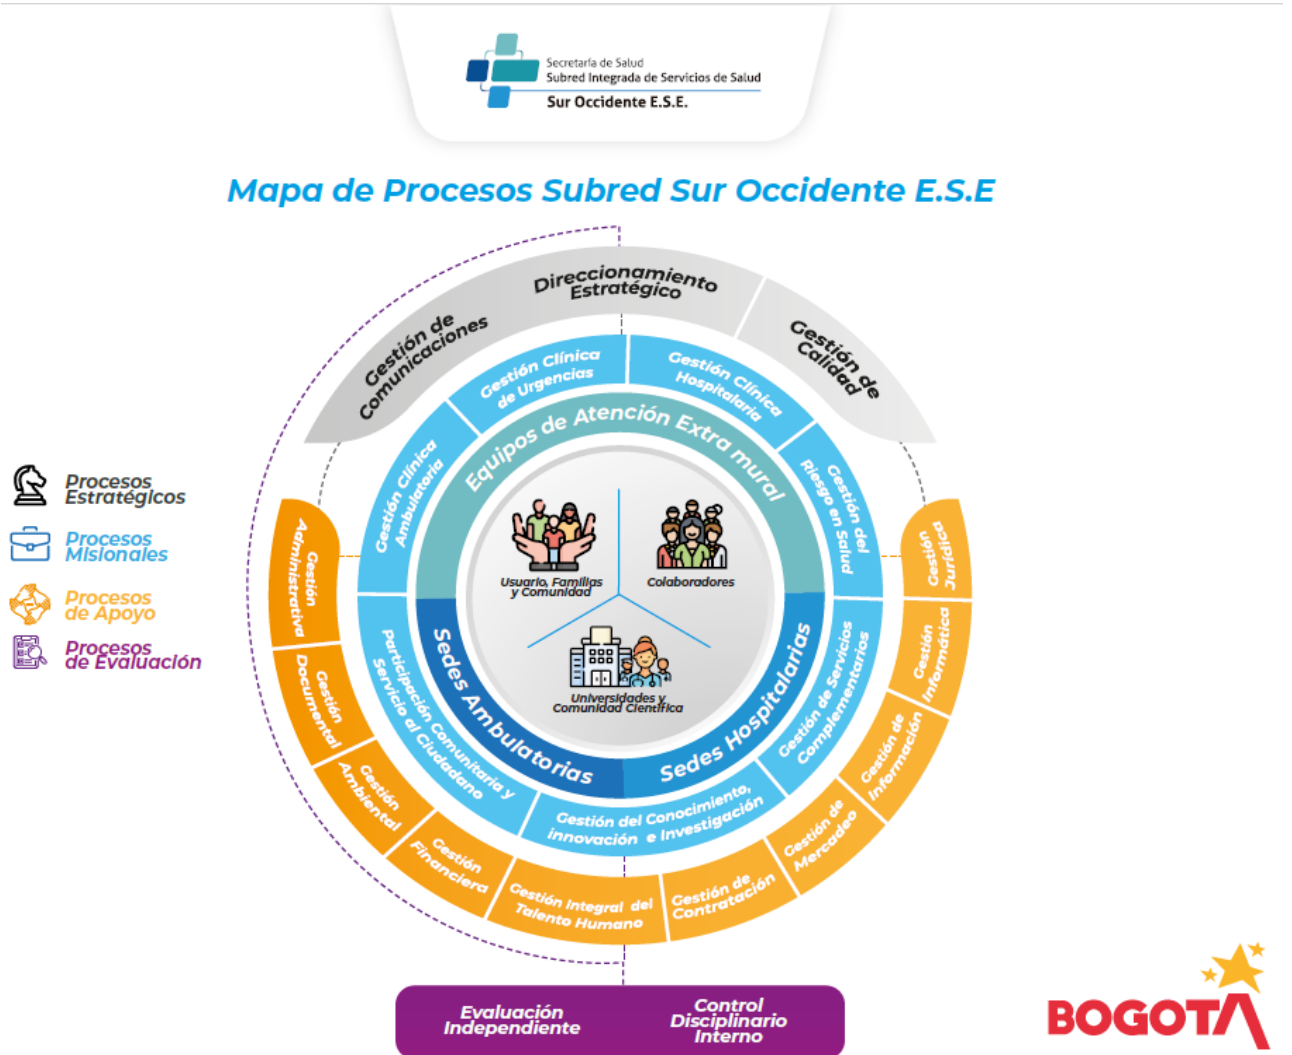 Secretaría de Salud
Subred Integrada de Servicios de Salud
Sur Occidente E.S.E.
Mapa de Procesos Subred Sur Occidente E.S.E
Gestión de
Comunicaciones
Direccionamiento
Estratégico
Gestión de
Calidad
Gestión Clínica
Ambulatoria
Gestión Clínica
de Urgencias
Gestión Clínica
Hospitalaria
Gestión del
Riesgo en Salud
Gestión de Servicios
Complementarios
Gestión del Conocimiento,
innovación e Investigación
Participación Comunitaria y
Servicio al Ciudadano
Equipos de Atención Extra mural
Sedes Ambulatorias
Sedes Hospitalarias
Usuario, Familias
y Comunidad
Colaboradores
Universidades y
Comunidad Científica
Procesos
Estratégicos
Procesos
Misionales
Procesos
de Apoyo
Procesos
de Evaluación
Gestión
Administrativa
Gestión
Documental
Gestión
Ambiental
Gestión
Financiera
Gestión Integral del
Talento Humano
Gestión de
Contratación
Gestión de
Mercadeo
Gestión de
Información
Gestión
Informática
Gestión
Jurídica
Evaluación
Independiente
Control
Disciplinario
Interno
BOGOTÁ